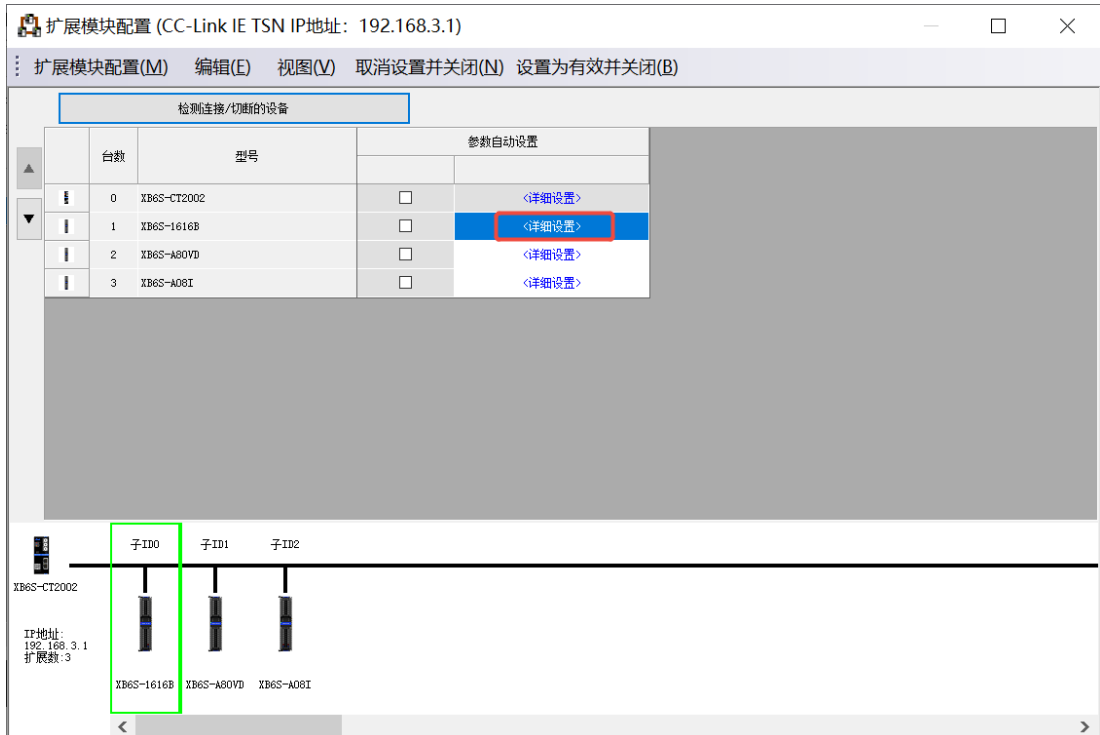 扩展模块配置 (CC-Link IE TSN IP地址：192.168.3.1)
扩展模块配置(M) 编辑(E) 视图(V) 取消设置并关闭(N) 设置为有效并关闭(B)
检测连接/切断的设备
台数 型号 参数自动设置
0 XB6S-CT2002 <详细设置>
1 XB6S-1616B <详细设置>
2 XB6S-A80VD <详细设置>
3 XB6S-A08I <详细设置>
子ID0 子ID1 子ID2
XB6S-CT2002
IP地址:
192.168.3.1
扩展数:3
XB6S-1616B XB6S-A80VD XB6S-A08I